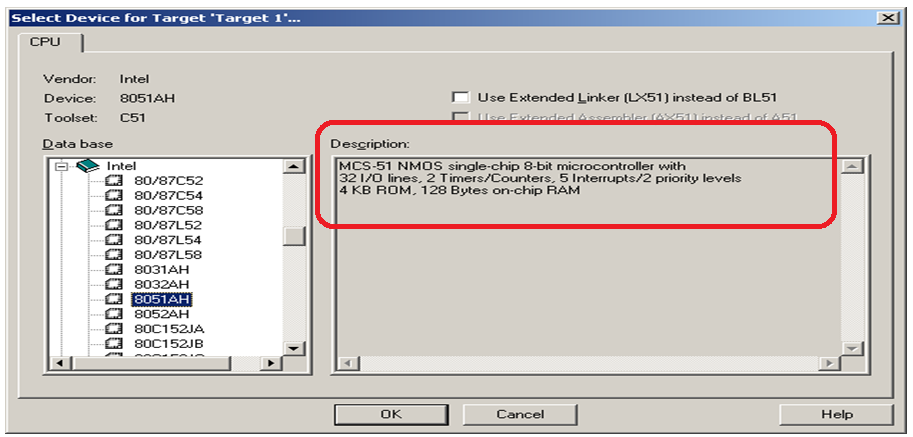 Select Device for Target 'Target 1'...
CPU
Vendor: Intel
Device: 8051AH
Toolset: C51
Use Extended Linker (LX51) instead of BL51
Use Extended Assembler (AX51) instead of A51
Data base
Intel
80/87C52
80/87C54
80/87C58
80/87L52
80/87L54
80/87L58
8031AH
8032AH
8051AH
8052AH
80C152JA
80C152JB
Description:
MCS-51 NMOS single-chip 8-bit microcontroller with
32 I/O lines, 2 Timers/Counters, 5 Interrupts/2 priority levels
4 KB ROM, 128 Bytes on-chip RAM
OK
Cancel
Help